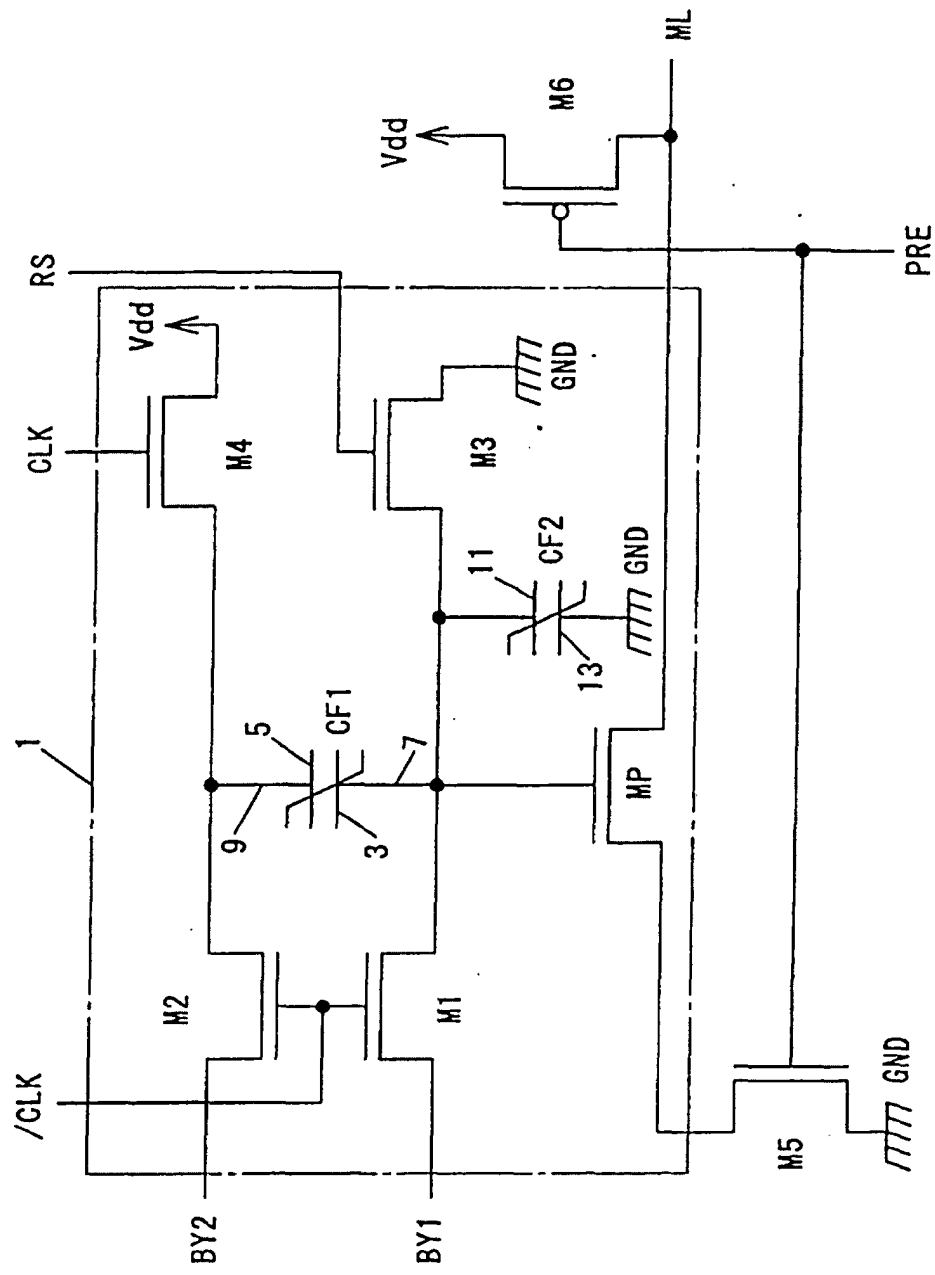 1
CLK
RS
Vdd
M4
Vdd
M6
ML
/CLK
M2
9
5
CF1
3
7
M1
11
CF2
13
GND
M3
GND
BY2
BY1
MP
M5
GND
PRE